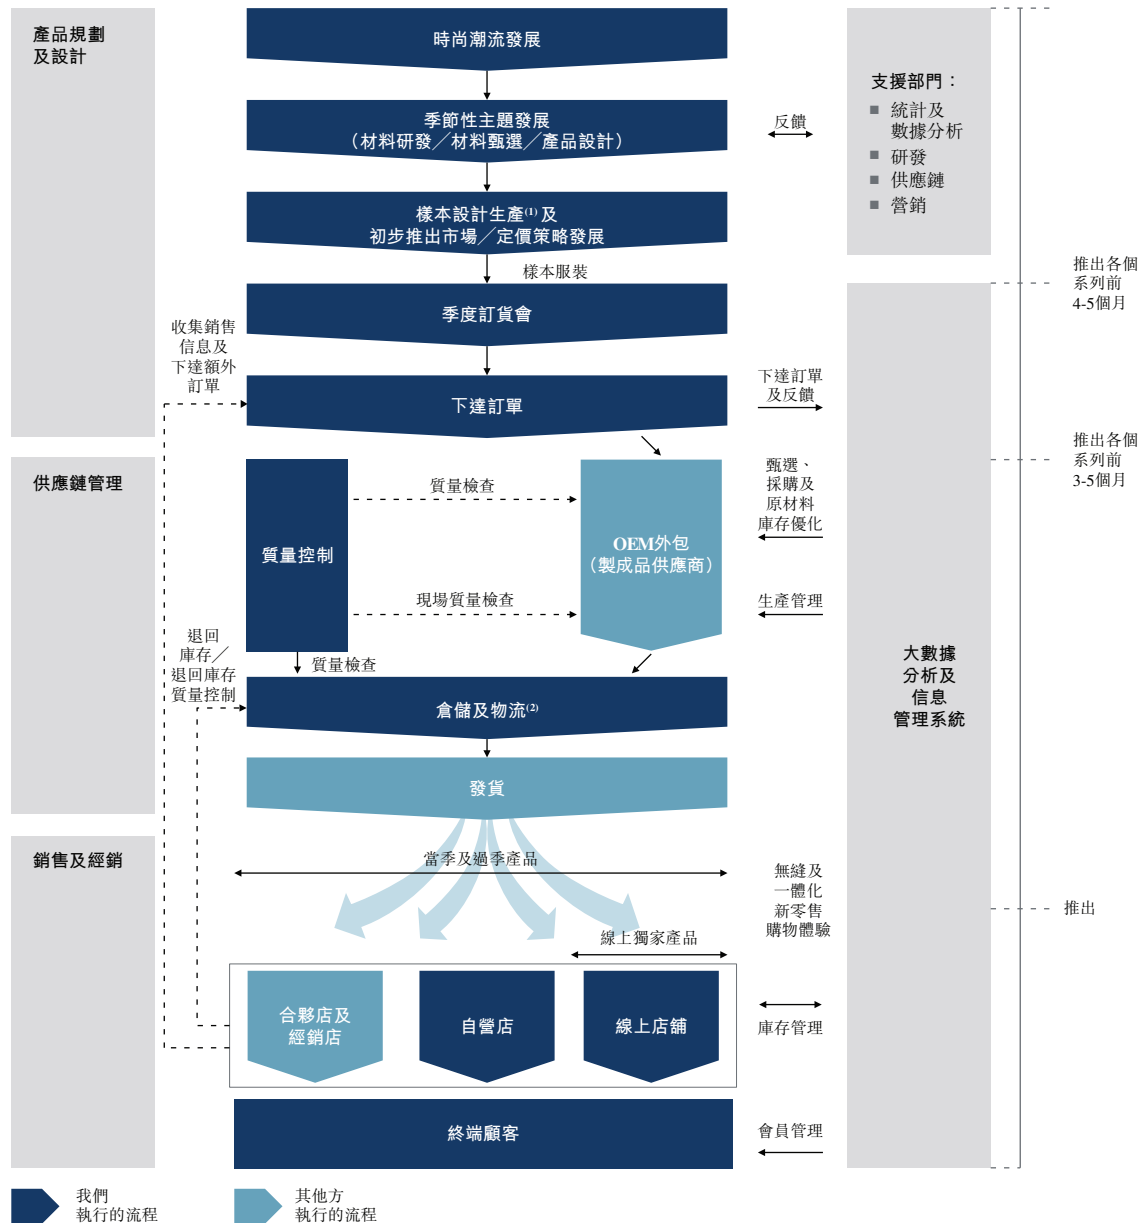 產品規劃
及設計
時尚潮流發展
季節性主題發展
（材料研發／材料甄選／產品設計）
反饋
支援部門：
■ 統計及
數據分析
■ 研發
■ 供應鏈
■ 營銷
樣本設計生產(1)及
初步推出市場／定價策略發展
樣本服裝
推出各個
系列前
4-5個月
季度訂貨會
收集銷售
信息及
下達額外
訂單
下達訂單
下達訂單
及反饋
推出各個
系列前
3-5個月
供應鏈管理
質量控制
質量檢查
現場質量檢查
OEM外包
（製成品供應商）
甄選、
採購及
原材料
庫存優化
生產管理
退回
庫存／
退回庫存
質量控制
質量檢查
倉儲及物流(2)
大數據
分析及
信息
管理系統
發貨
銷售及經銷
當季及過季產品
無縫及
一體化
新零售
購物體驗
推出
線上獨家產品
合夥店及
經銷店
自營店
線上店舖
庫存管理
終端顧客
會員管理
我們
執行的流程
其他方
執行的流程